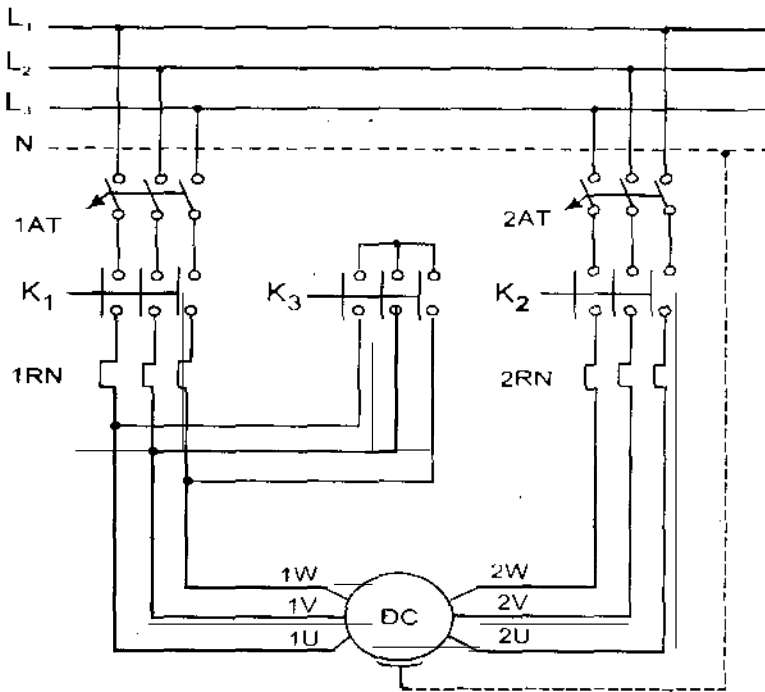 L₁
L₂
L₃
N
1AT
2AT
K₁
K₃
K₂
1RN
2RN
1W
2W
1V
ĐC
2V
1U
2U